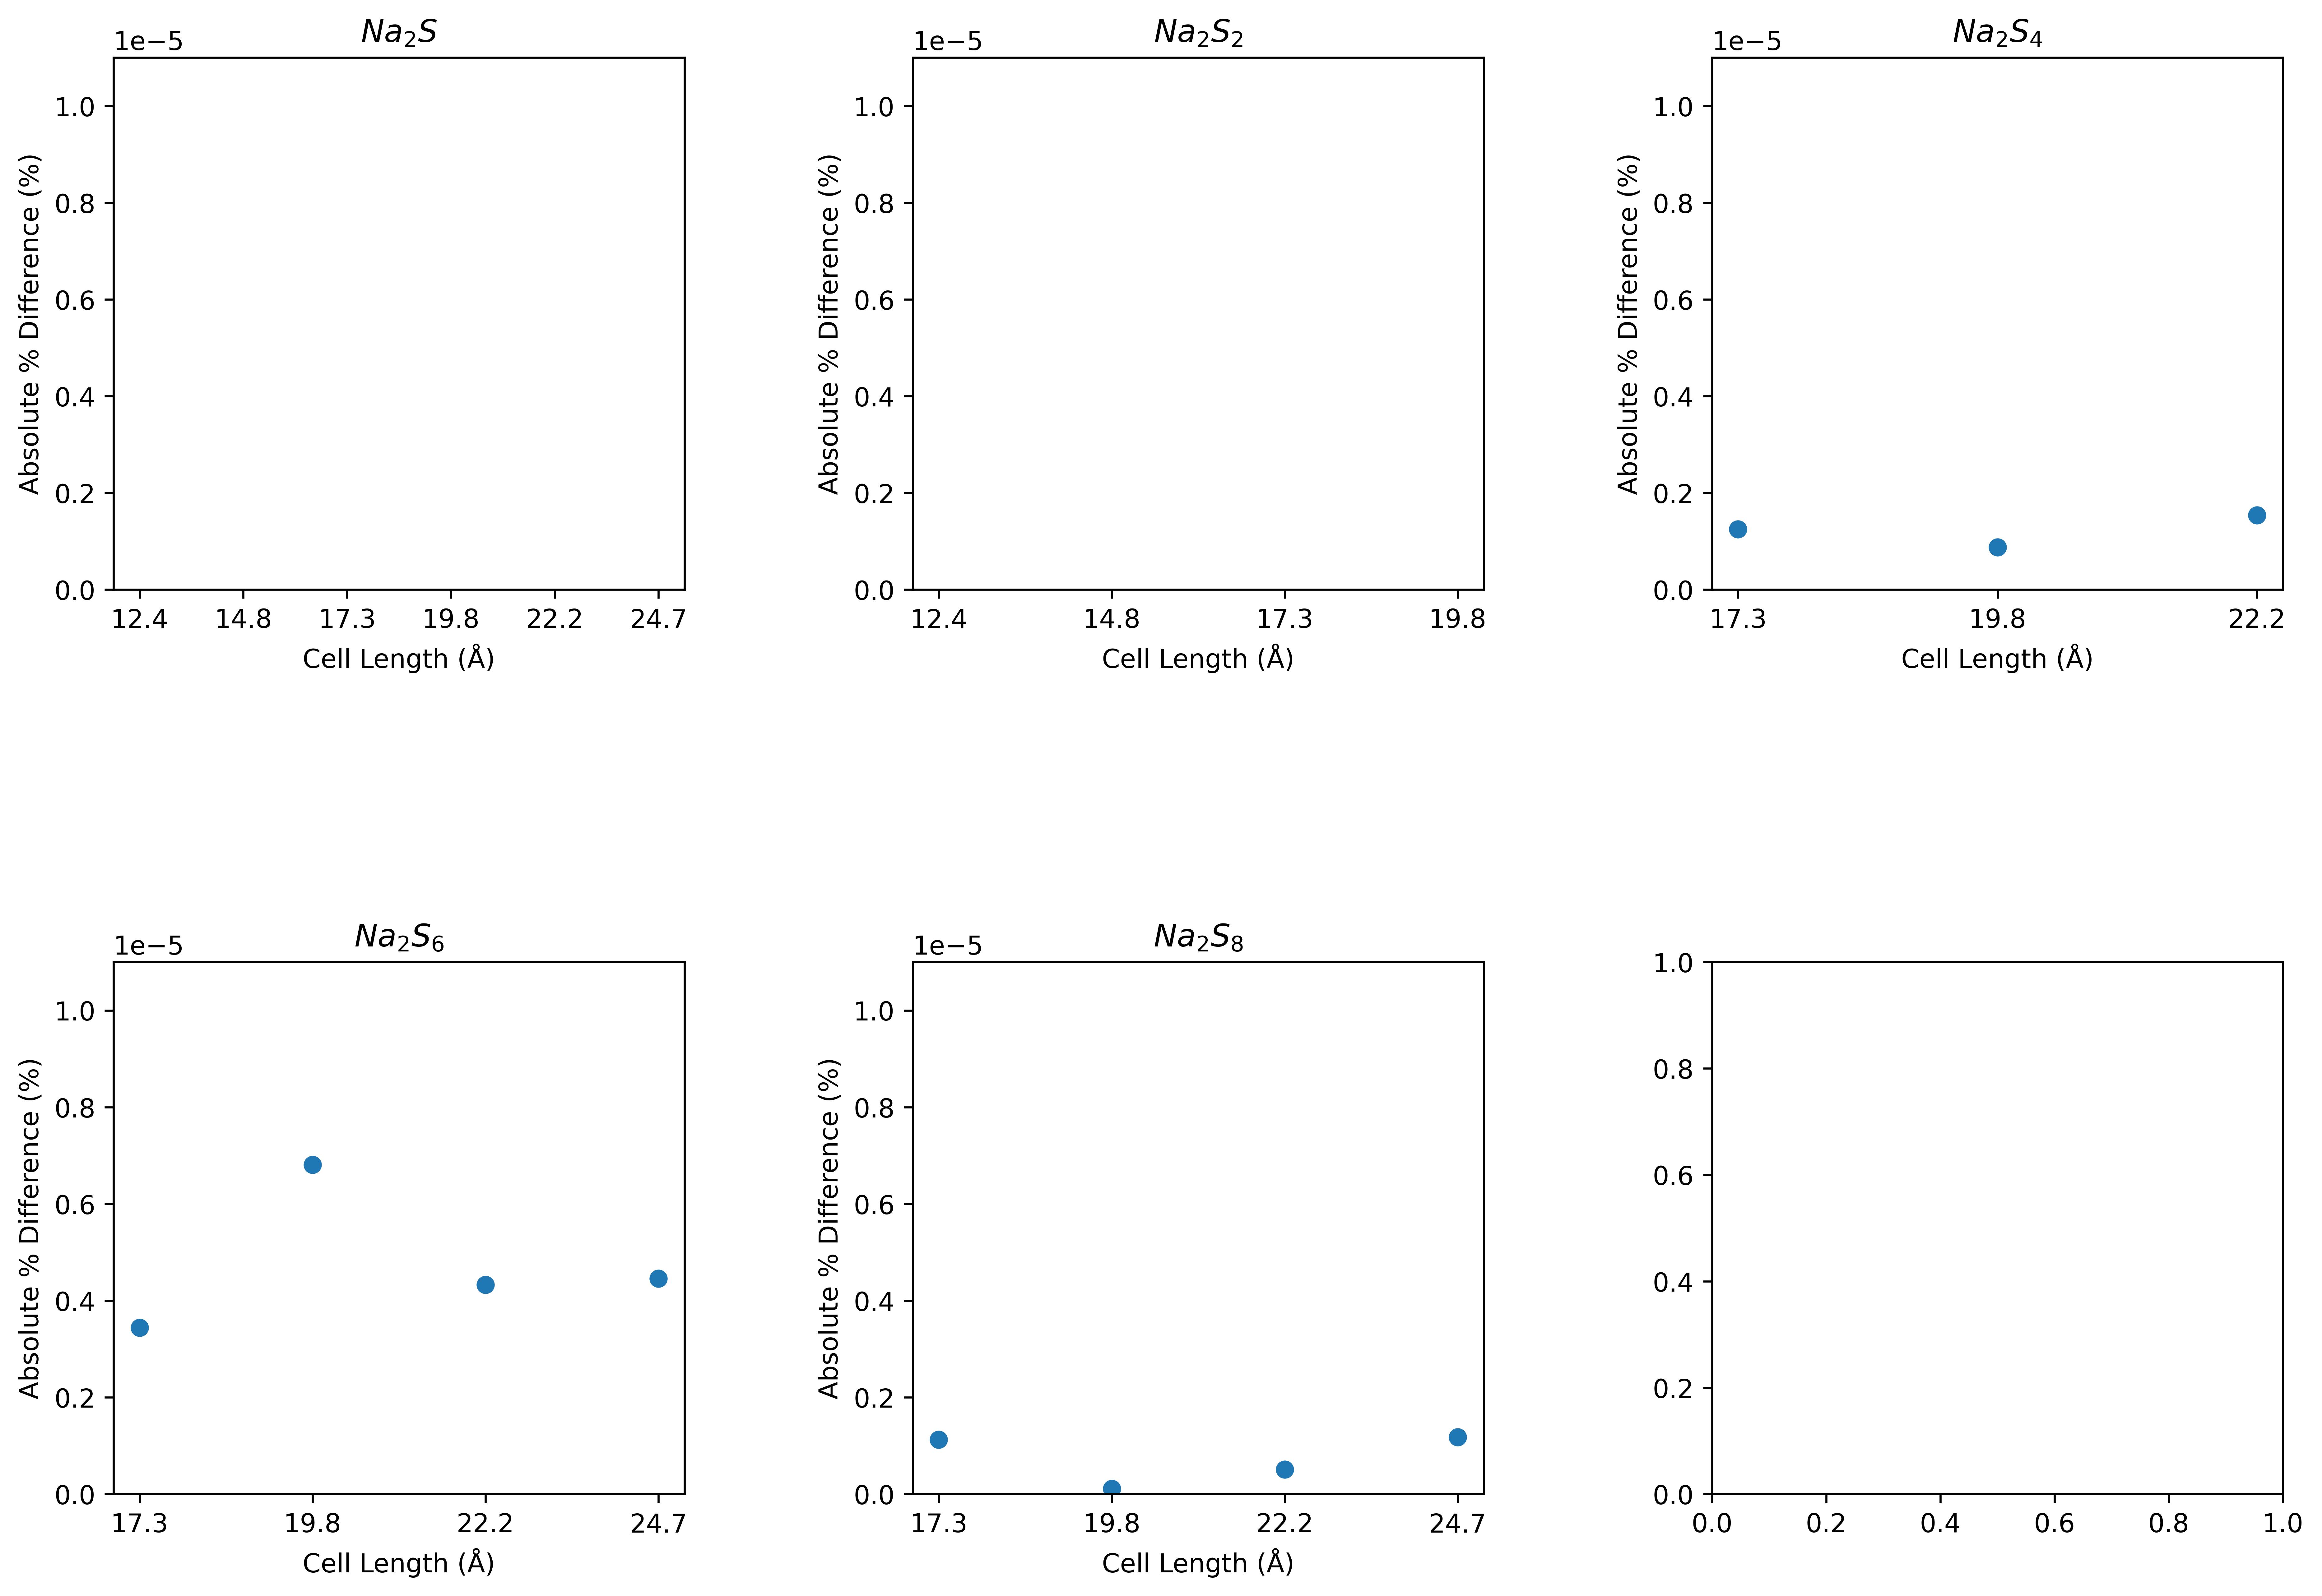 Na₂S
1e−5
Absolute % Difference (%)
1.0
0.8
0.6
0.4
0.2
0.0
12.4 14.8 17.3 19.8 22.2 24.7
Cell Length (Å)
Na₂S₂
1e−5
Absolute % Difference (%)
1.0
0.8
0.6
0.4
0.2
0.0
12.4 14.8 17.3 19.8
Cell Length (Å)
Na₂S₄
1e−5
Absolute % Difference (%)
1.0
0.8
0.6
0.4
0.2
0.0
17.3 19.8 22.2
Cell Length (Å)
Na₂S₆
1e−5
Absolute % Difference (%)
1.0
0.8
0.6
0.4
0.2
0.0
17.3 19.8 22.2 24.7
Cell Length (Å)
Na₂S₈
1e−5
Absolute % Difference (%)
1.0
0.8
0.6
0.4
0.2
0.0
17.3 19.8 22.2 24.7
Cell Length (Å)
1.0
0.8
0.6
0.4
0.2
0.0
0.0 0.2 0.4 0.6 0.8 1.0